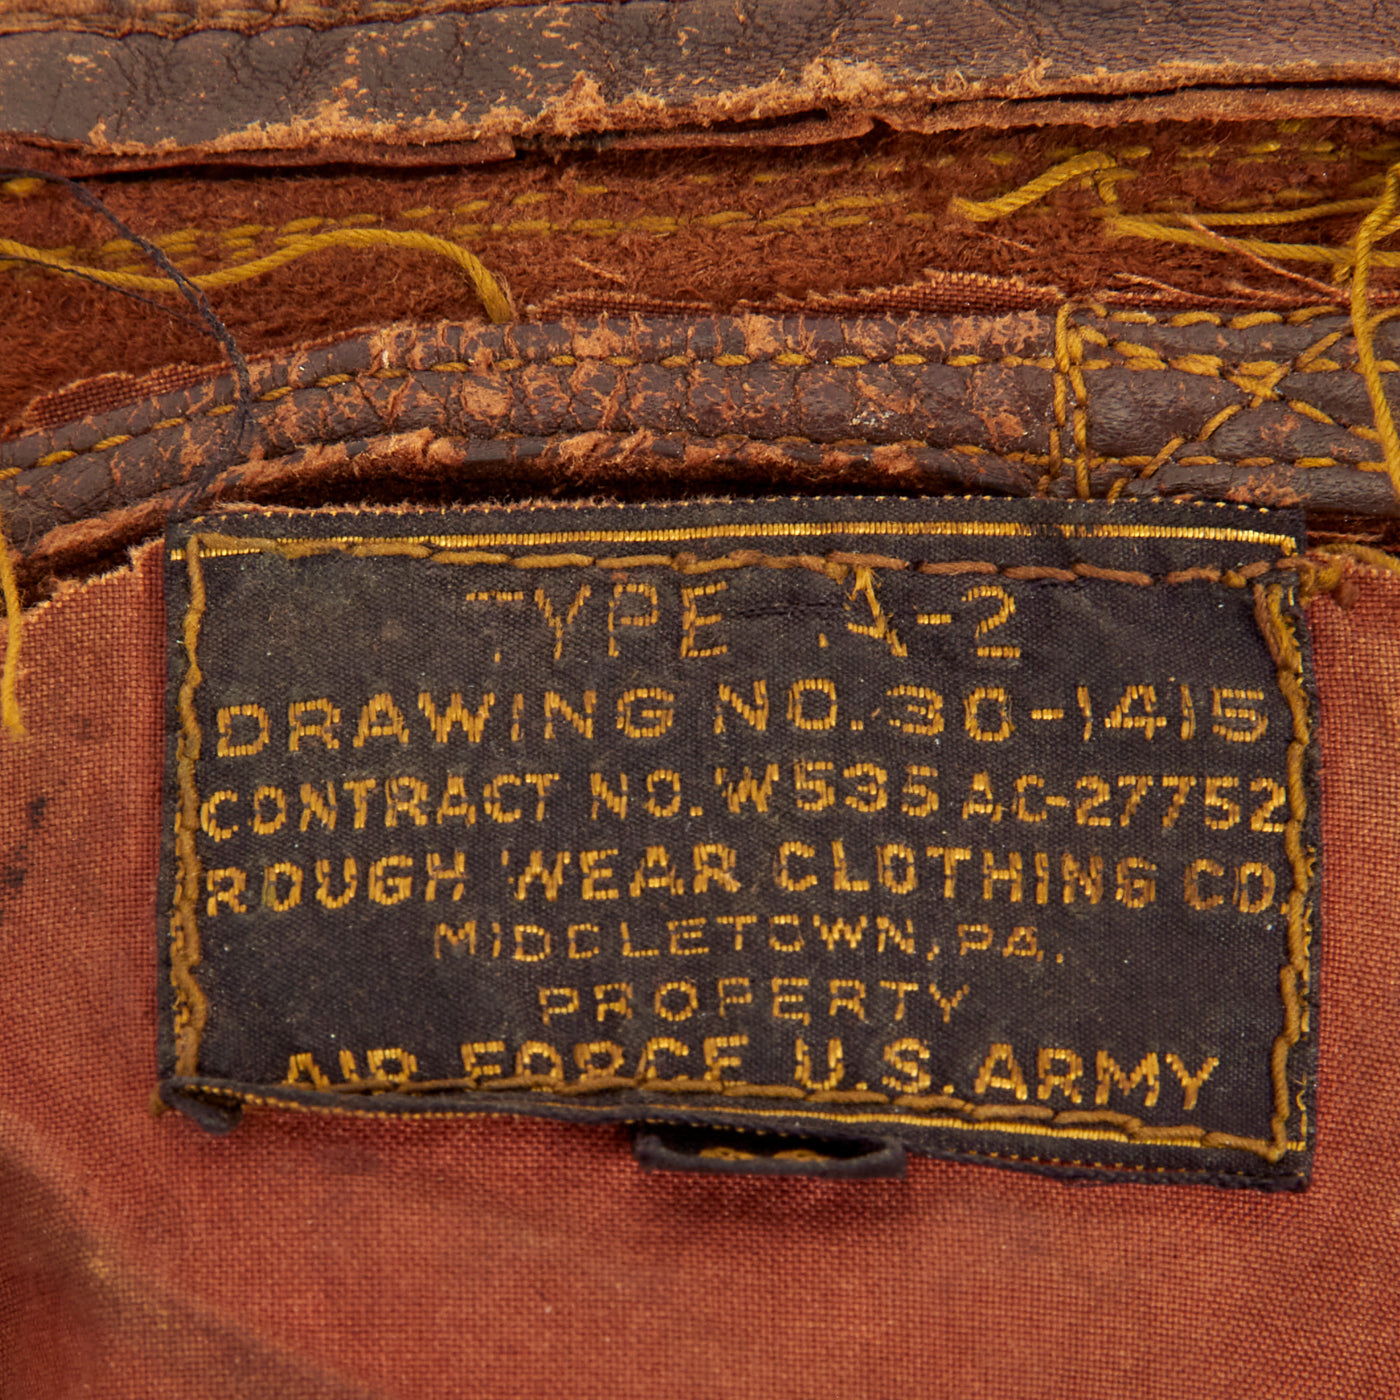 TYPE A-2
DRAWING NO. 30-1415
CONTRACT NO. W535 AC-27752
ROUGH WEAR CLOTHING CO.
MIDDLETOWN, PA.
PROPERTY
AIR FORCE U.S. ARMY